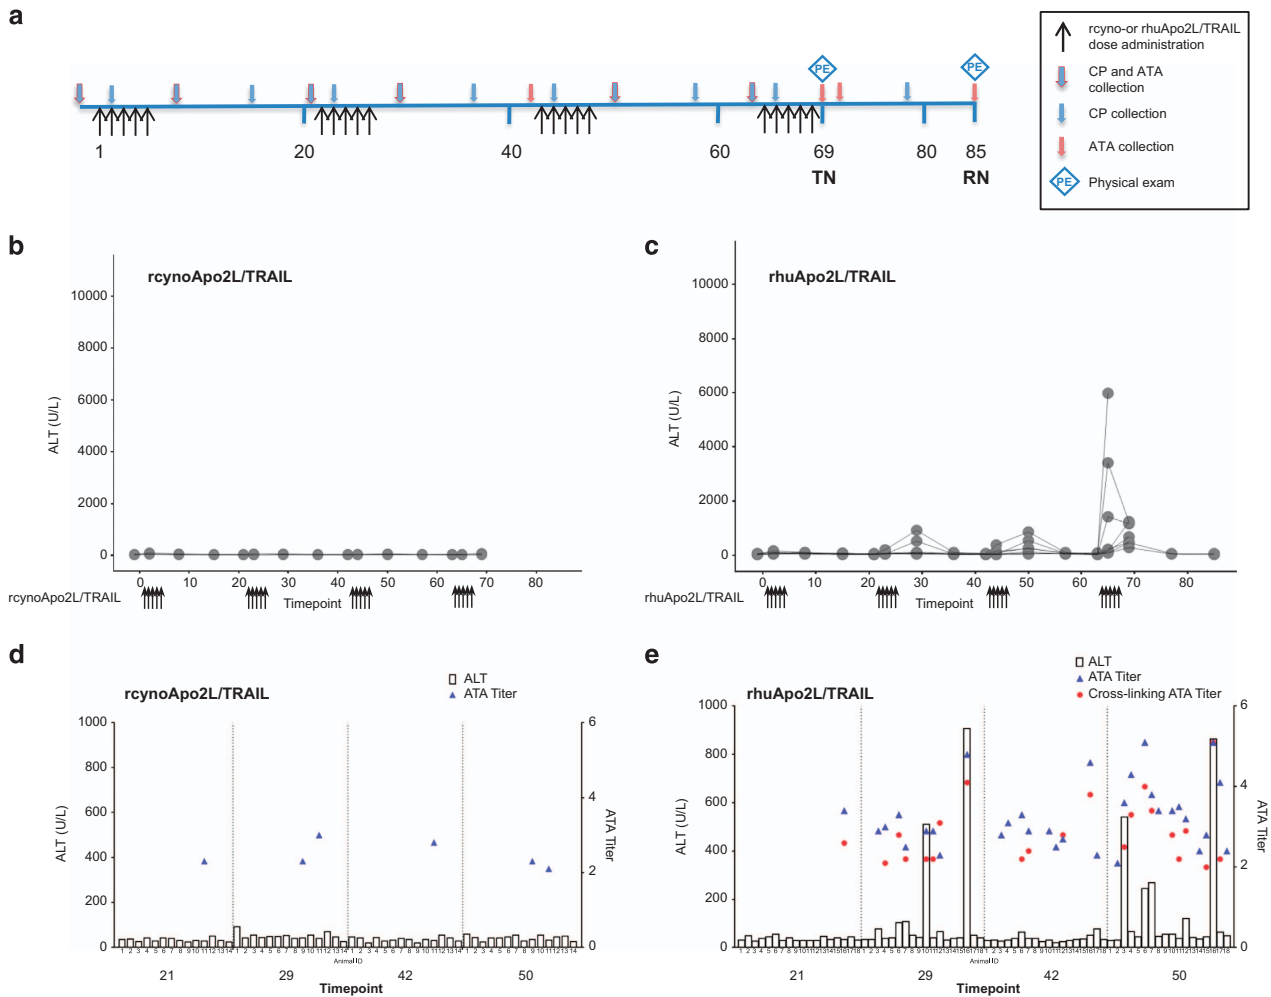 a
rcyno-or rhuApo2L/TRAIL
dose administration
CP and ATA
collection
CP collection
ATA collection
PE Physical exam
PE PE
1 20 40 60 69 80 85
TN RN
b
rcynoApo2L/TRAIL
ALT (U/L)
10000
8000
6000
4000
2000
0
0 10 20 30 40 50 60 70 80
rcynoApo2L/TRAIL
Timepoint
c
rhuApo2L/TRAIL
ALT (U/L)
10000
8000
6000
4000
2000
0
0 10 20 30 40 50 60 70 80
rhuApo2L/TRAIL
Timepoint
d
rcynoApo2L/TRAIL
ALT
ATA Titer
ALT (U/L)
1000
800
600
400
200
0
6
4
2
0
ATA Titer
Animal ID
21 29 42 50
Timepoint
e
rhuApo2L/TRAIL
ALT
ATA Titer
Cross-linking ATA Titer
ALT (U/L)
1000
800
600
400
200
0
6
4
2
0
ATA Titer
Animal ID
21 29 42 50
Timepoint